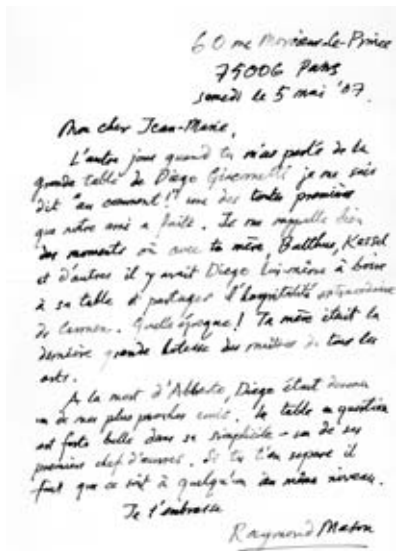 60 rue Monsieur-le-Prince
75006 Paris
samedi le 5 mai '07.
Mon cher Jean-Marie,
L'autre jour quand tu m'as parlé de la
grande table de Diego Giacometti je me suis
dit "au comment!" une des toutes premières
que notre ami a faite. Je me rappelle bien
des moments où avec ta mère, Balthus, Kessel
et d'autres il y avait Diego lui-même à boire
à sa table et partager l'hospitalité extraordinaire
de Carmen. Quelle époque! Ta mère était la
dernière grande hôtesse des maîtres de tous les
arts.
A la mort d'Alberto, Diego était devenu
un de mes plus proches amis. La table en question
est forte belle dans sa simplicité - un de ses
premiers chef d'œuvres. Si tu t'en sépare il
faut que ce soit à quelqu'un du même niveau.
Je t'embrasse
Raymond Mason